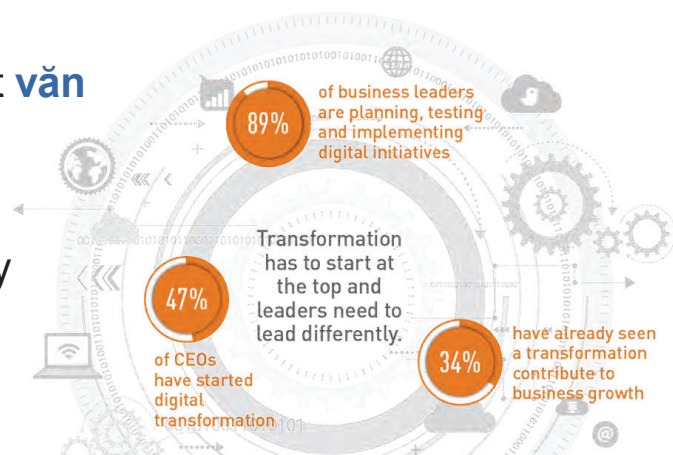 t văn
y
89%
of business leaders
are planning, testing
and implementing
digital initiatives
Transformation
has to start at
the top and
leaders need to
lead differently.
47%
of CEOs
have started
digital
transformation
34%
have already seen
a transformation
contribute to
business growth
@